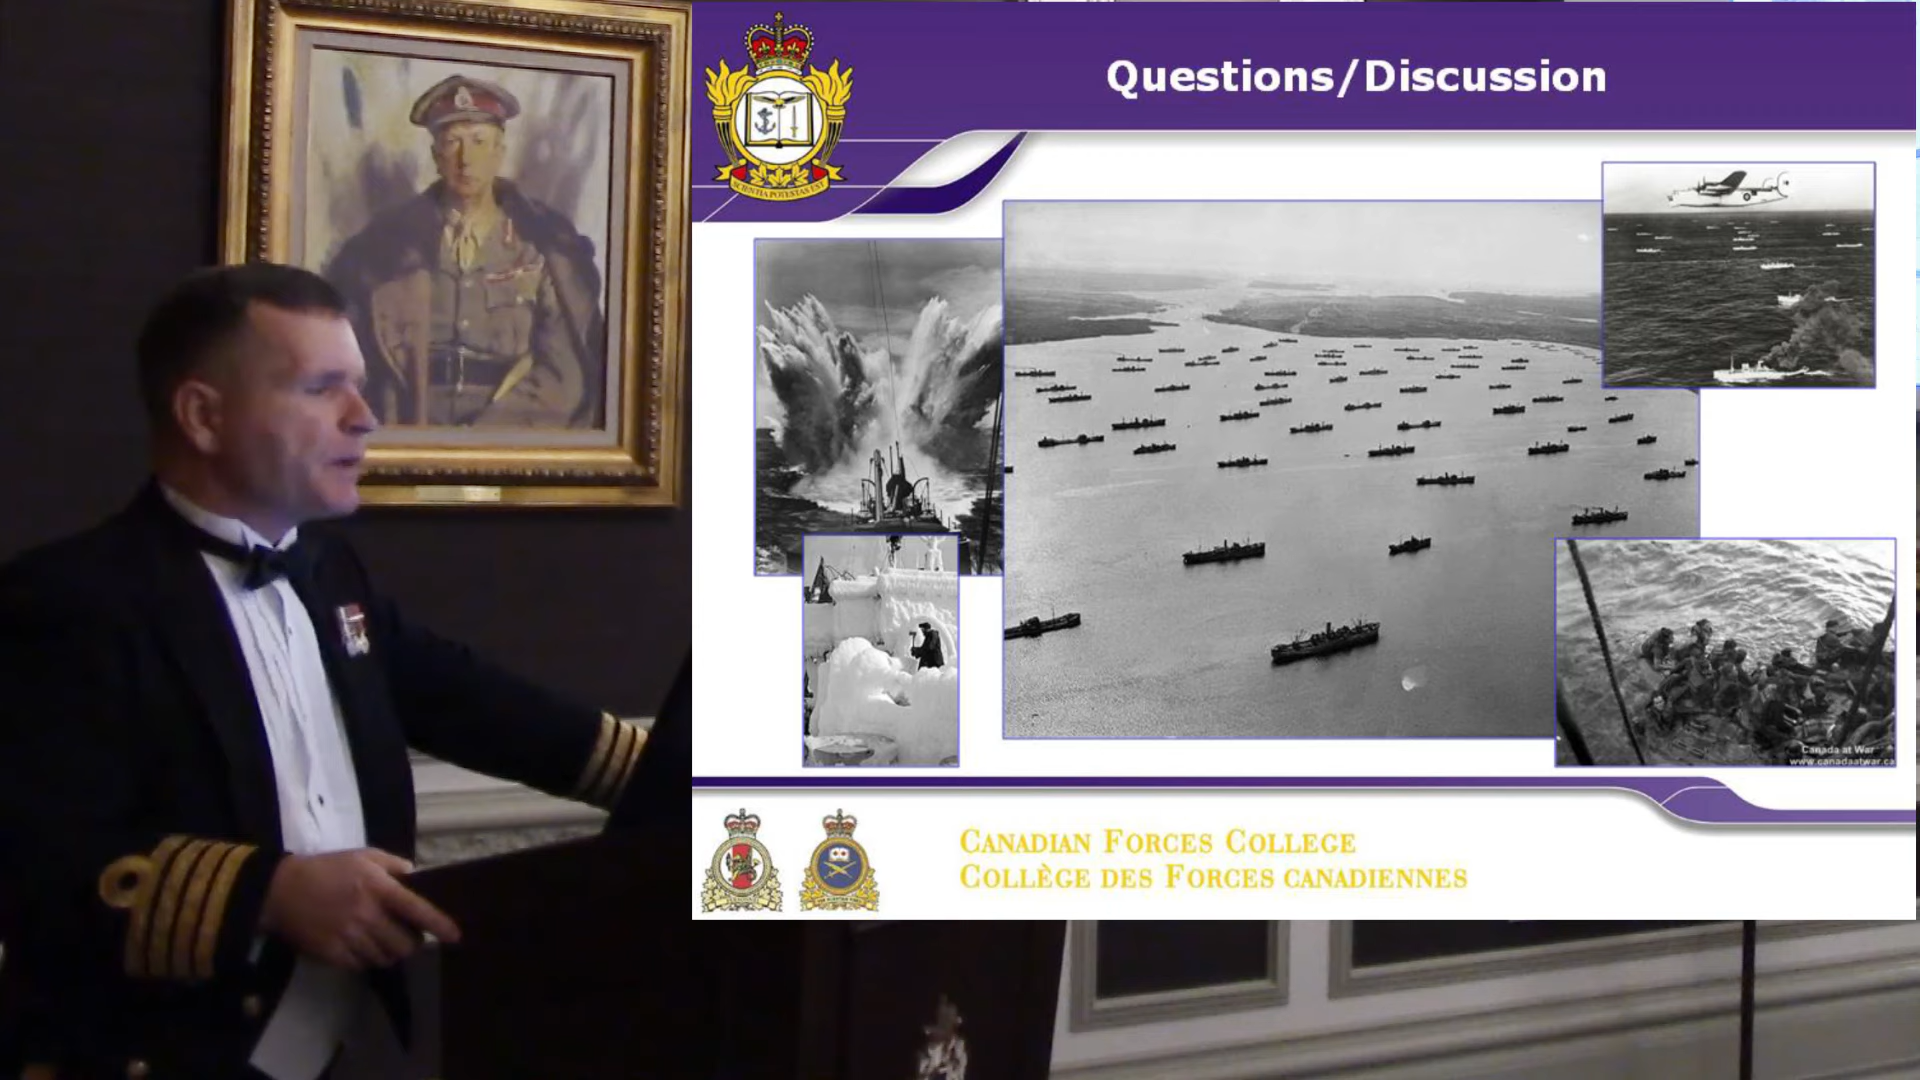 Questions/Discussion
SCIENTIA POTESTAS EST
Canada at War
www.canadaatwar.ca
CANADIAN FORCES COLLEGE
COLLÈGE DES FORCES CANADIENNES